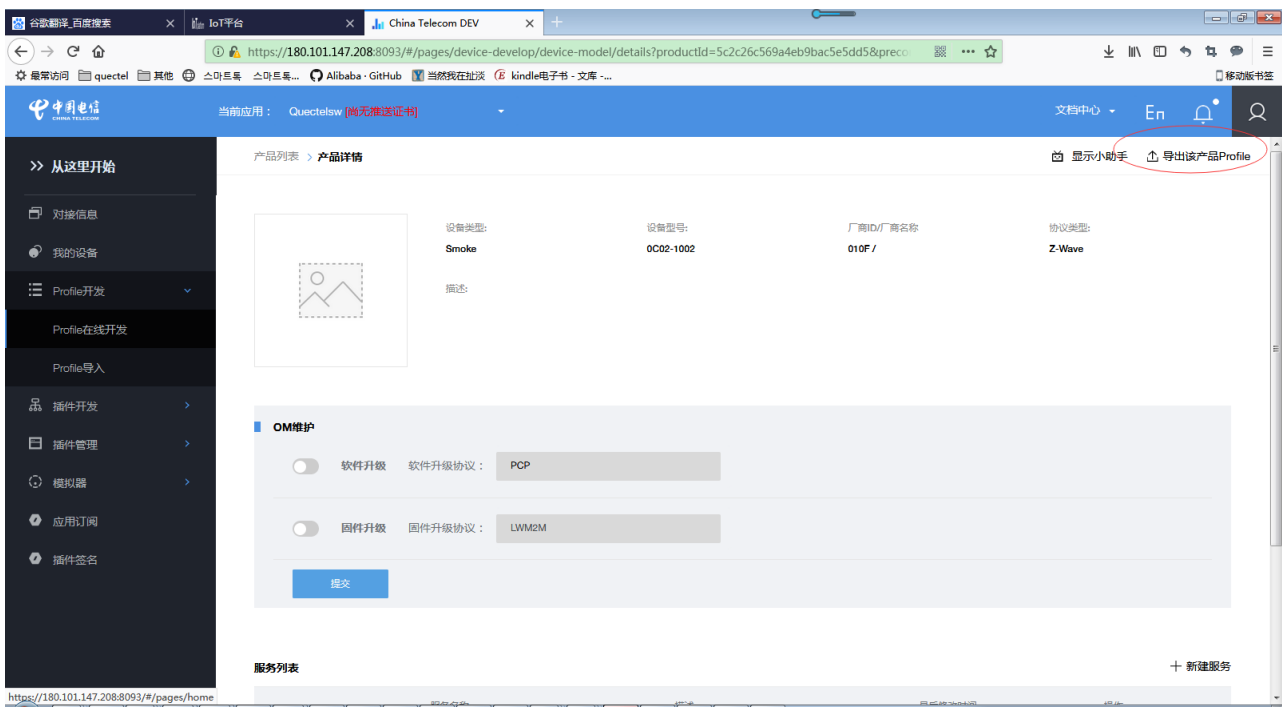 谷歌翻译_百度搜索
IoT平台
China Telecom DEV
https://180.101.147.208:8093/#/pages/device-develop/device-model/details?productId=5c2c26c569a4eb9bac5e5dd5&preco
最常访问 quectel 其他 스마트톡 스마트톡... Alibaba · GitHub 当然我在扯淡 kindle电子书 - 文库 -... 移动版书签
中国电信
CHINA TELECOM
当前应用： Quectelsw [尚无推送证书]
文档中心 En
从这里开始
产品列表 > 产品详情
显示小助手 导出该产品Profile
对接信息
我的设备
Profile开发
Profile在线开发
Profile导入
插件开发
插件管理
模拟器
应用订阅
插件签名
设备类型: 设备型号: 厂商ID/厂商名称 协议类型:
Smoke 0C02-1002 010F / Z-Wave
描述:
OM维护
软件升级 软件升级协议： PCP
固件升级 固件升级协议： LWM2M
提交
服务列表
新建服务
https://180.101.147.208:8093/#/pages/home